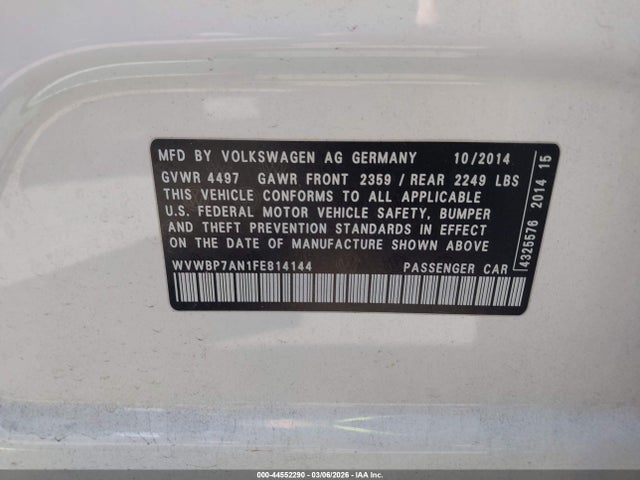 MFD BY VOLKSWAGEN AG GERMANY 10/2014
GVWR 4497 GAWR FRONT 2359 / REAR 2249 LBS
THIS VEHICLE CONFORMS TO ALL APPLICABLE
U.S. FEDERAL MOTOR VEHICLE SAFETY, BUMPER
AND THEFT PREVENTION STANDARDS IN EFFECT
ON THE DATE OF MANUFACTURE SHOWN ABOVE
WVWBP7AN1FE814144 PASSENGER CAR
4325576 2014 15
000-44552290 - 03/06/2026 - IAA Inc.